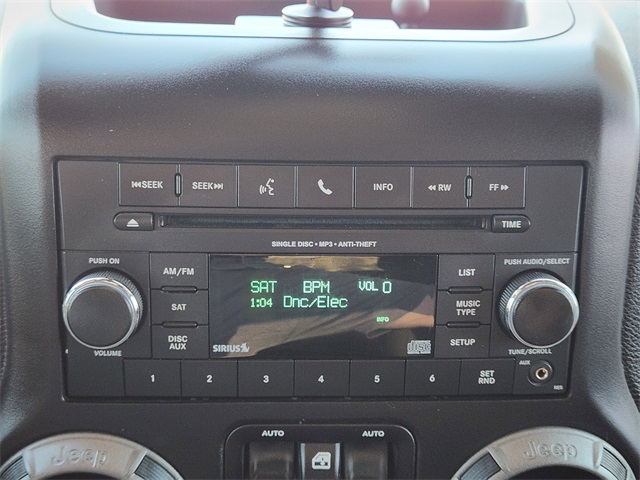 SEEK SEEK INFO RW FF
TIME
SINGLE DISC • MP3 • ANTI-THEFT
PUSH ON
PUSH AUDIO/SELECT
AM/FM
LIST
SAT BPM VOL 0
SAT
1:04 Dnc/Elec
MUSIC
TYPE
INFO
DISC
AUX
SETUP
SIRIUS
VOLUME
TUNE/SCROLL
1 2 3 4 5 6 SET
RND
AUX
AUTO AUTO
Jeep Jeep